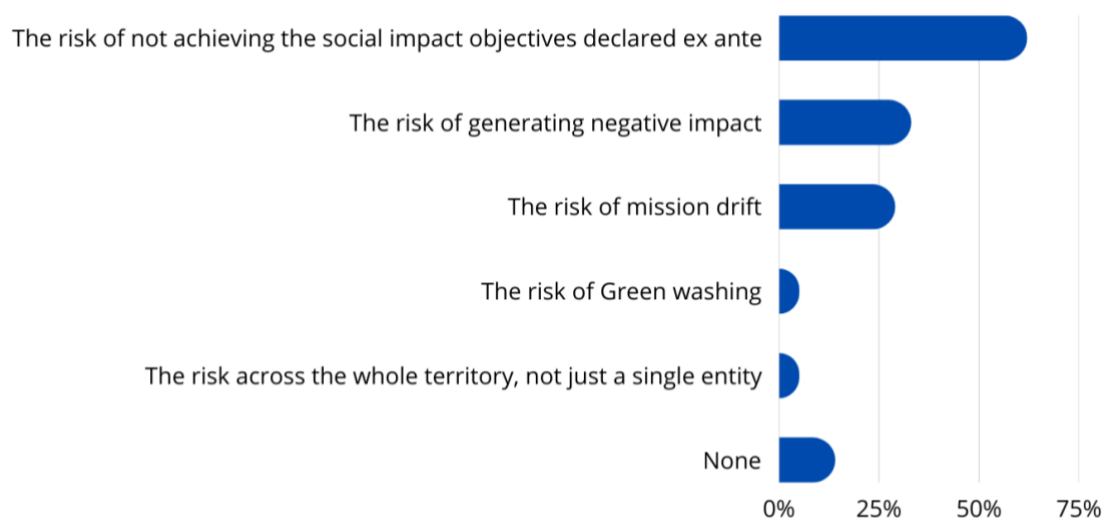 The risk of not achieving the social impact objectives declared ex ante
The risk of generating negative impact
The risk of mission drift
The risk of Green washing
The risk across the whole territory, not just a single entity
None
0% 25% 50% 75%